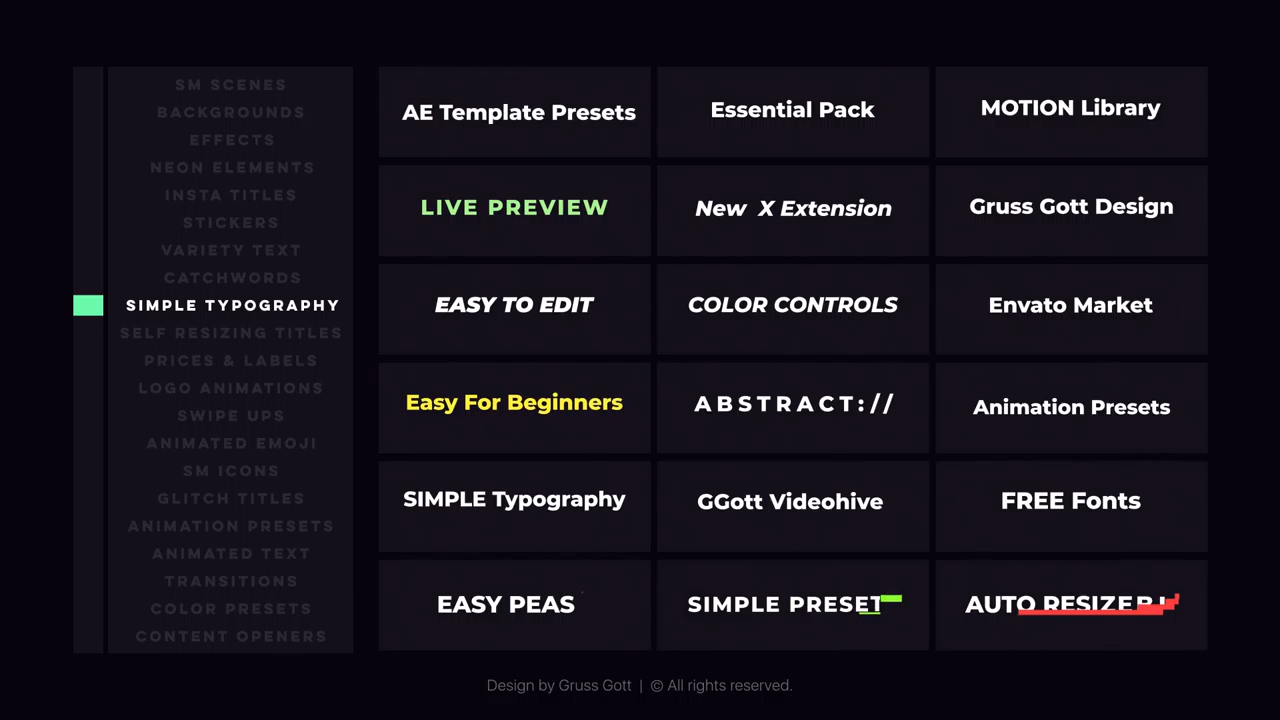 SM SCENES
BACKGROUNDS
EFFECTS
NEON ELEMENTS
INSTA TITLES
STICKERS
VARIETY TEXT
CATCHWORDS
SIMPLE TYPOGRAPHY
SELF RESIZING TITLES
PRICES & LABELS
LOGO ANIMATIONS
SWIPE UPS
ANIMATED EMOJI
SM ICONS
GLITCH TITLES
ANIMATION PRESETS
ANIMATED TEXT
TRANSITIONS
COLOR PRESETS
CONTENT OPENERS
AE Template Presets
Essential Pack
MOTION Library
LIVE PREVIEW
New X Extension
Gruss Gott Design
EASY TO EDIT
COLOR CONTROLS
Envato Market
Easy For Beginners
ABSTRACT://
Animation Presets
SIMPLE Typography
GGott Videohive
FREE Fonts
EASY PEAS
SIMPLE PRESET
AUTO
Design by Gruss Gott | © All rights reserved.